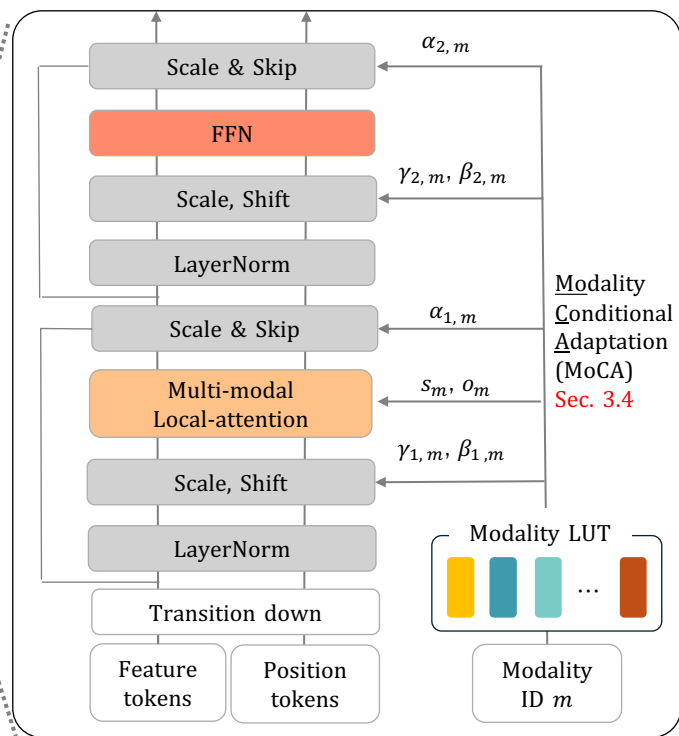 Scale & Skip
α₂, m
FFN
γ₂, m, β₂, m
Scale, Shift
LayerNorm
Scale & Skip
α₁, m
Modality
Conditional
Adaptation
(MoCA)
Sec. 3.4
Multi-modal
Local-attention
sₘ, oₘ
γ₁, m, β₁, m
Scale, Shift
LayerNorm
Modality LUT
...
Transition down
Feature
tokens
Position
tokens
Modality
ID m